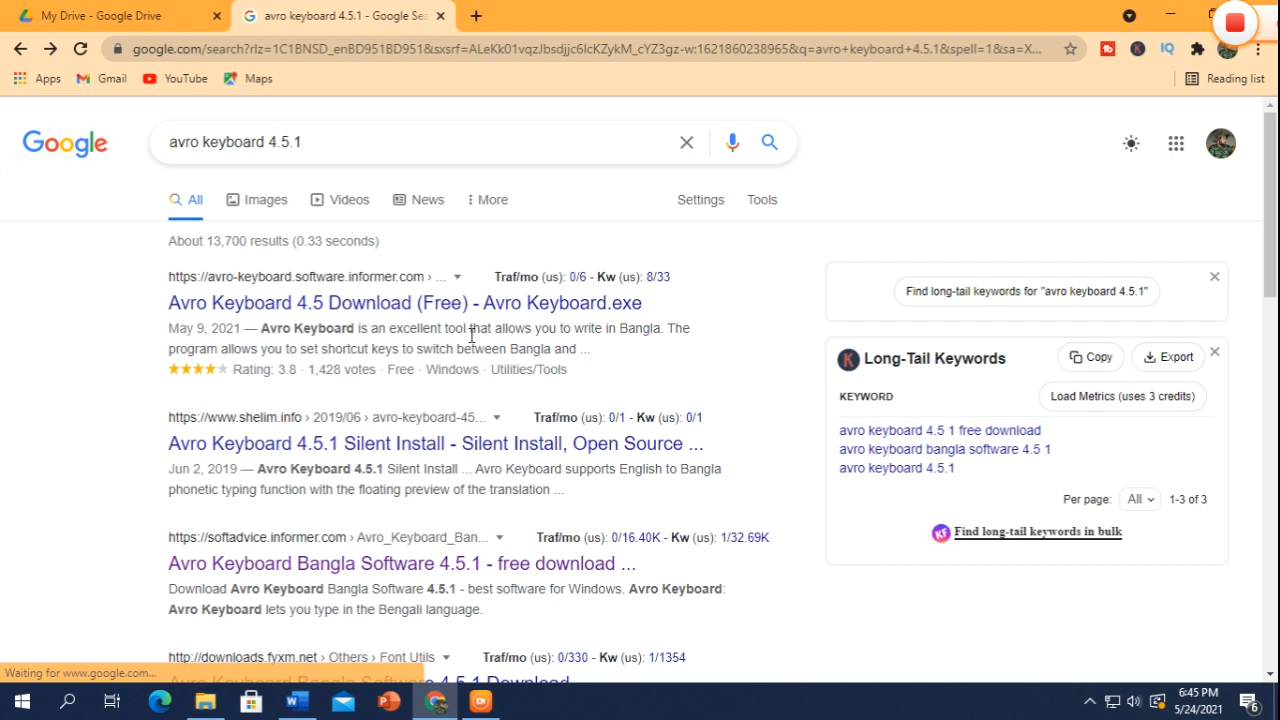 My Drive - Google Drive
avro keyboard 4.5.1 - Google Sea
google.com/search?rlz=1C1BNSD_enBD951BD951&sxsrf=ALeKk01vqzJbsdjjc6lcKZykM_cYZ3gz-w:1621860238965&q=avro+keyboard+4.5.1&spell=1&sa=X...
Apps
Gmail
YouTube
Maps
Reading list
Google
avro keyboard 4.5.1
All
Images
Videos
News
More
Settings
Tools
About 13,700 results (0.33 seconds)
https://avro-keyboard.software.informer.com › ...
Traf/mo (us): 0/6 - Kw (us): 8/33
Avro Keyboard 4.5 Download (Free) - Avro Keyboard.exe
May 9, 2021 — Avro Keyboard is an excellent tool that allows you to write in Bangla. The
program allows you to set shortcut keys to switch between Bangla and ...
Rating: 3.8 · 1,428 votes · Free · Windows · Utilities/Tools
https://www.shelim.info › 2019/06 › avro-keyboard-45...
Traf/mo (us): 0/1 - Kw (us): 0/1
Avro Keyboard 4.5.1 Silent Install - Silent Install, Open Source ...
Jun 2, 2019 — Avro Keyboard 4.5.1 Silent Install ... Avro Keyboard supports English to Bangla
phonetic typing function with the floating preview of the translation ...
https://softadvice.informer.com › Avro_Keyboard_Ban...
Traf/mo (us): 0/16.40K - Kw (us): 1/32.69K
Avro Keyboard Bangla Software 4.5.1 - free download ...
Download Avro Keyboard Bangla Software 4.5.1 - best software for Windows. Avro Keyboard:
Avro Keyboard lets you type in the Bengali language.
http://downloads.fyxm.net › Others › Font Utils
Traf/mo (us): 0/330 - Kw (us): 1/1354
Avro Keyboard Bangla Software 4.5.1 Download
Find long-tail keywords for "avro keyboard 4.5.1"
Long-Tail Keywords
Copy
Export
KEYWORD
Load Metrics (uses 3 credits)
avro keyboard 4.5 1 free download
avro keyboard bangla software 4.5 1
avro keyboard 4.5.1
Per page:
All
1-3 of 3
Find long-tail keywords in bulk
Waiting for www.google.com...
6:45 PM
5/24/2021
6